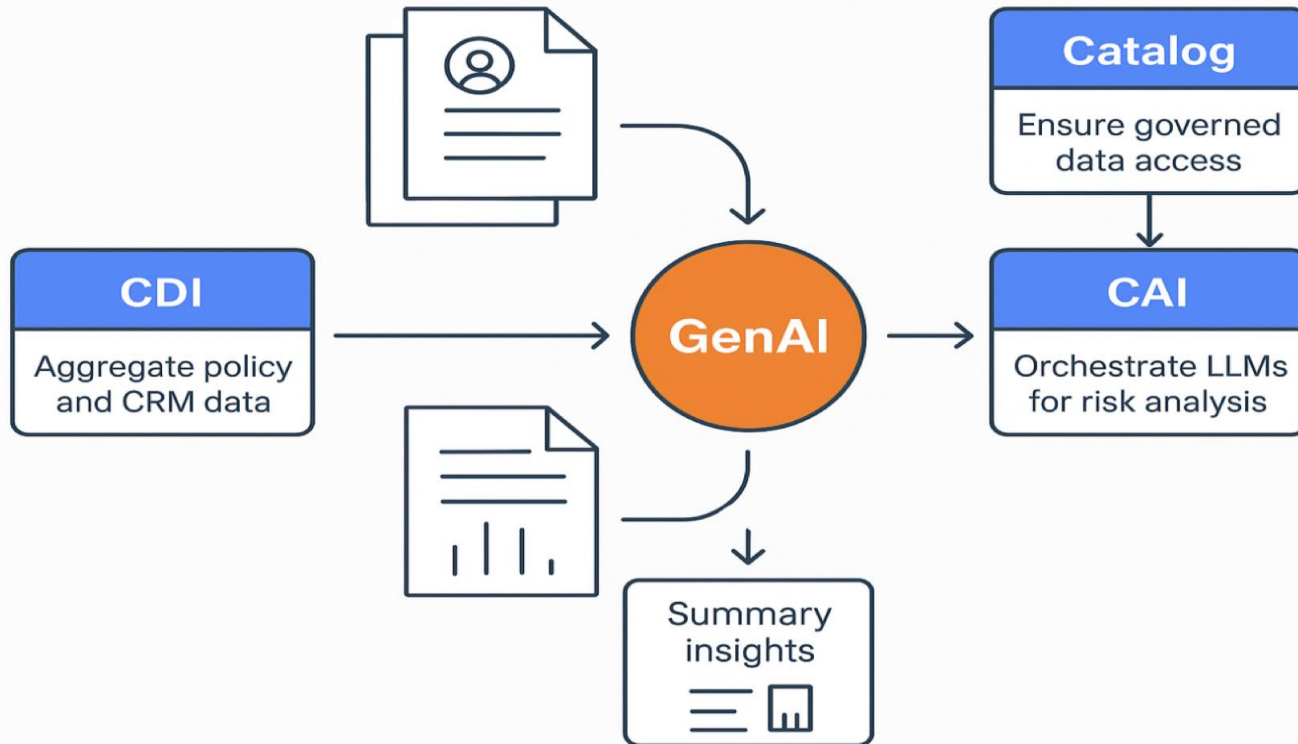 Catalog
Ensure governed
data access
CDI
Aggregate policy
and CRM data
GenAI
CAI
Orchestrate LLMs
for risk analysis
Summary
insights